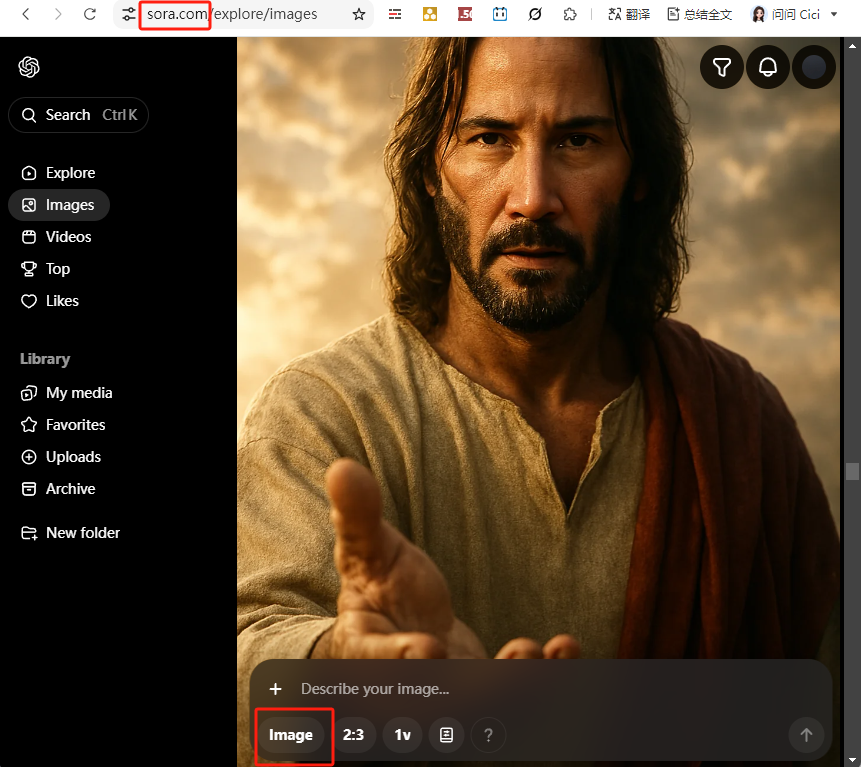 sora.com/explore/images
翻译
总结全文
问问 Cici
Search Ctrl K
Explore
Images
Videos
Top
Likes
Library
My media
Favorites
Uploads
Archive
New folder
Describe your image...
Image
2:3
1v
?